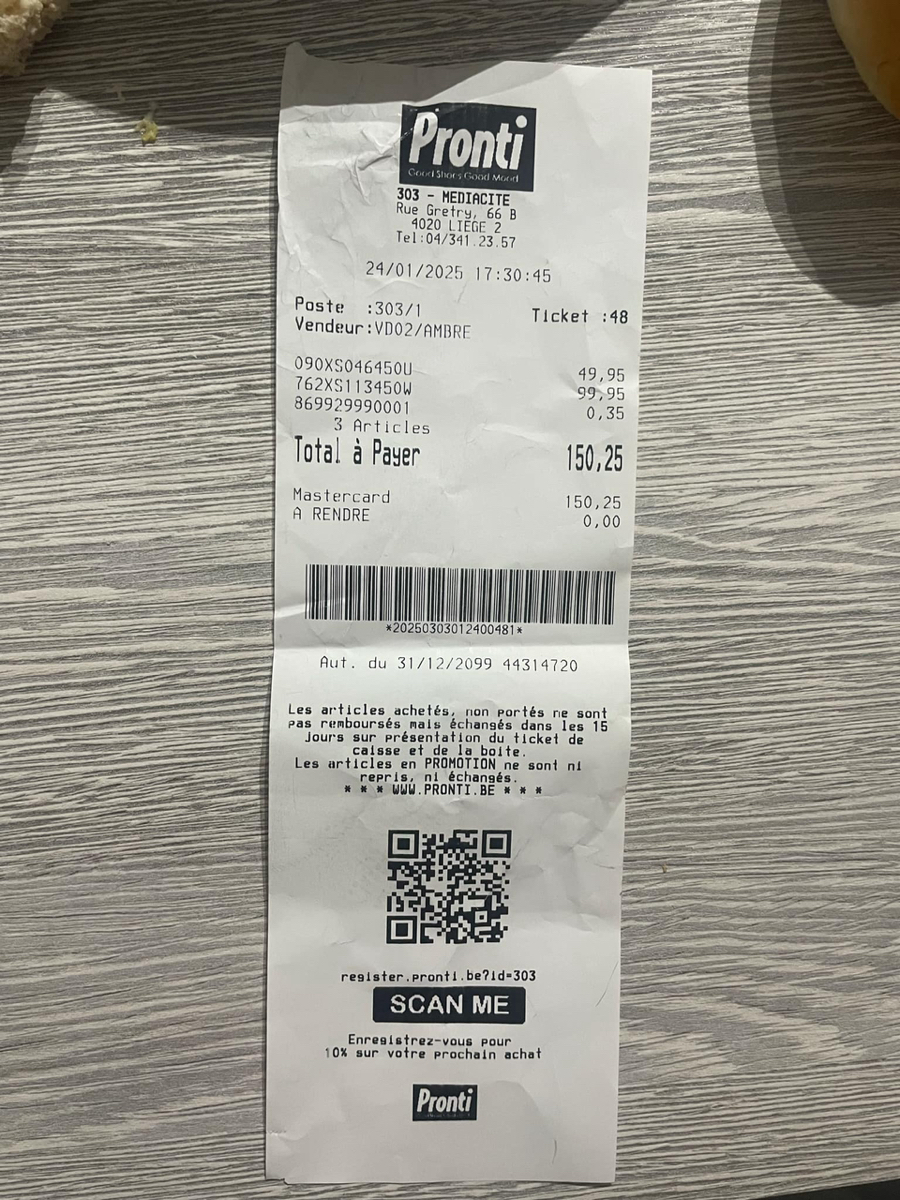 Pronti
Good Shoes Good Mood
303 - MEDIACITE
Rue Gretry, 66 B
4020 LIEGE 2
Tel:04/341.23.57
24/01/2025 17:30:45
Poste :303/1 Ticket :48
Vendeur:VD02/AMBRE
090XS046450U 49,95
762XS113450W 99,95
869929990001 0,35
3 Articles
Total à Payer 150,25
Mastercard 150,25
A RENDRE 0,00
*20250303012400481*
Aut. du 31/12/2099 44314720
Les articles achetés, non portés ne sont
pas remboursés mais échangés dans les 15
Jours sur présentation du ticket de
caisse et de la boite.
Les articles en PROMOTION ne sont ni
repris, ni échangés.
* * * WWW.PRONTI.BE * * *
register.pronti.be?id=303
SCAN ME
Enregistrez-vous pour
10% sur votre prochain achat
Pronti